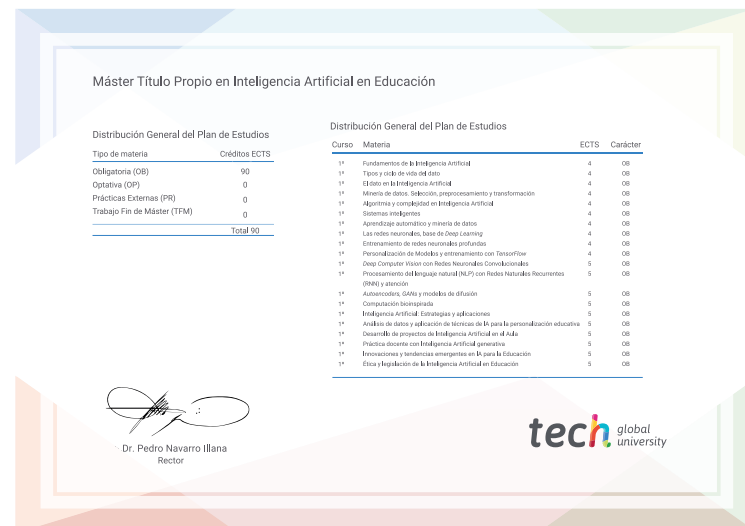 Máster Título Propio en Inteligencia Artificial en Educación
Distribución General del Plan de Estudios
Tipo de materia Créditos ECTS
Obligatoria (OB) 90
Optativa (OP) 0
Prácticas Externas (PR) 0
Trabajo Fin de Máster (TFM) 0
Total 90
Distribución General del Plan de Estudios
Curso Materia ECTS Carácter
1º Fundamentos de la Inteligencia Artificial 4 OB
1º Tipos y ciclo de vida del dato 4 OB
1º El dato en la Inteligencia Artificial 4 OB
1º Minería de datos. Selección, preprocesamiento y transformación 4 OB
1º Algoritmia y complejidad en Inteligencia Artificial 4 OB
1º Sistemas inteligentes 4 OB
1º Aprendizaje automático y minería de datos 4 OB
1º Las redes neuronales, base de Deep Learning 4 OB
1º Entrenamiento de redes neuronales profundas 4 OB
1º Personalización de Modelos y entrenamiento con TensorFlow 4 OB
1º Deep Computer Vision con Redes Neuronales Convolucionales 5 OB
1º Procesamiento del lenguaje natural (NLP) con Redes Naturales Recurrentes 5 OB
(RNN) y atención
1º Autoencoders, GANs y modelos de difusión 5 OB
1º Computación bioinspirada 5 OB
1º Inteligencia Artificial: Estrategias y aplicaciones 5 OB
1º Análisis de datos y aplicación de técnicas de IA para la personalización educativa 5 OB
1º Desarrollo de proyectos de Inteligencia Artificial en el Aula 5 OB
1º Práctica docente con Inteligencia Artificial generativa 5 OB
1º Innovaciones y tendencias emergentes en IA para la Educación 5 OB
1º Ética y legislación de la Inteligencia Artificial en Educación 5 OB
Dr. Pedro Navarro Illana
Rector
tech global
university